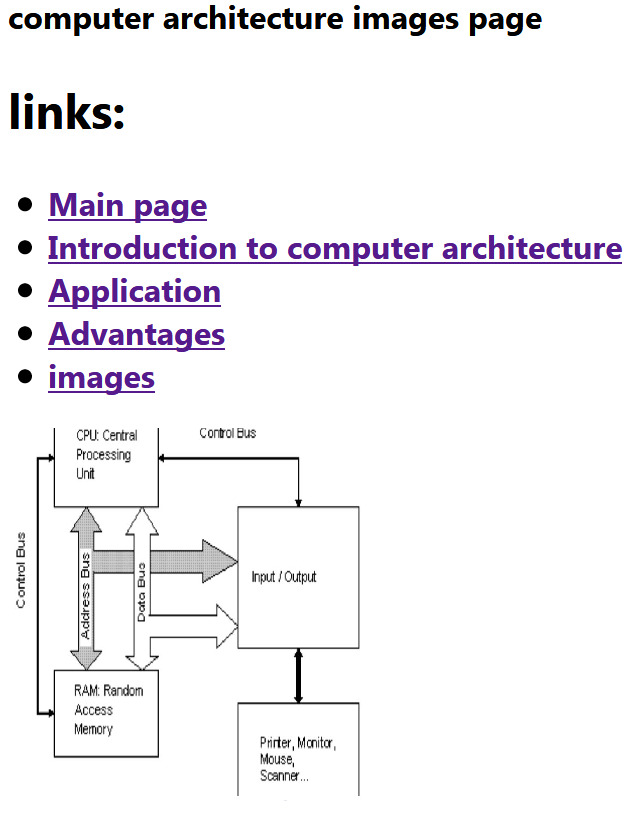 computer architecture images page
links:
Main page
Introduction to computer architecture
Application
Advantages
images
CPU: Central
Processing
Unit
Control Bus
Control Bus
Address Bus
Data Bus
Input / Output
RAM: Random
Access
Memory
Printer, Monitor,
Mouse,
Scanner...